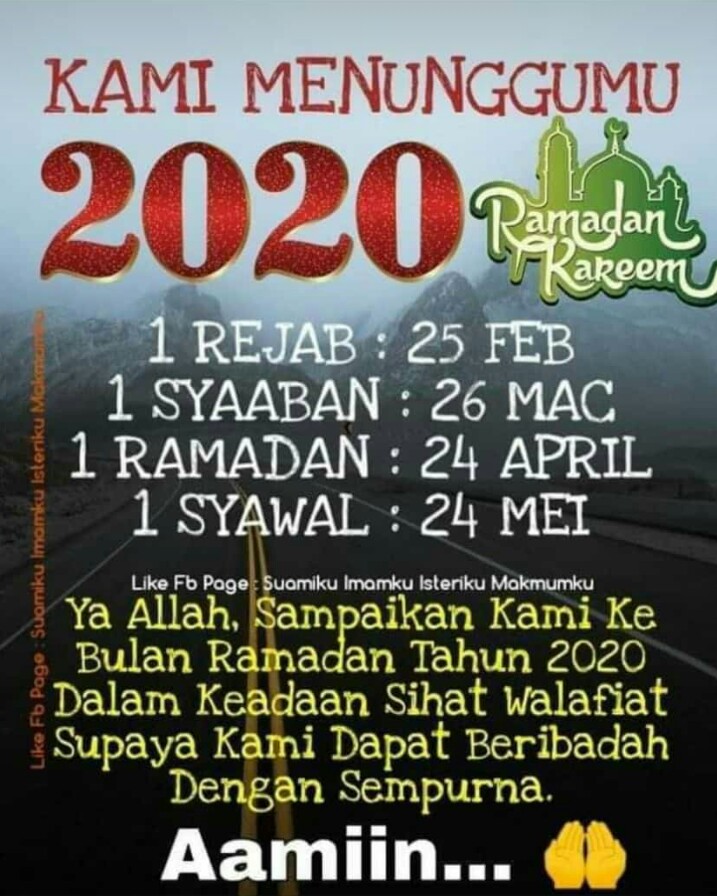 KAMI MENUNGGUMU
2020
Ramadan
Kareem
1 REJAB : 25 FEB
1 SYAABAN : 26 MAC
1 RAMADAN : 24 APRIL
1 SYAWAL : 24 MEI
Like Fb Page : Suamiku Imamku Isteriku Makmumku
Ya Allah, Sampaikan Kami Ke
Bulan Ramadan Tahun 2020
Dalam Keadaan Sihat Walafiat
Supaya Kami Dapat Beribadah
Dengan Sempurna.
Aamiin...
Like Fb Page : Suamiku Imamku Isteriku Makmumku